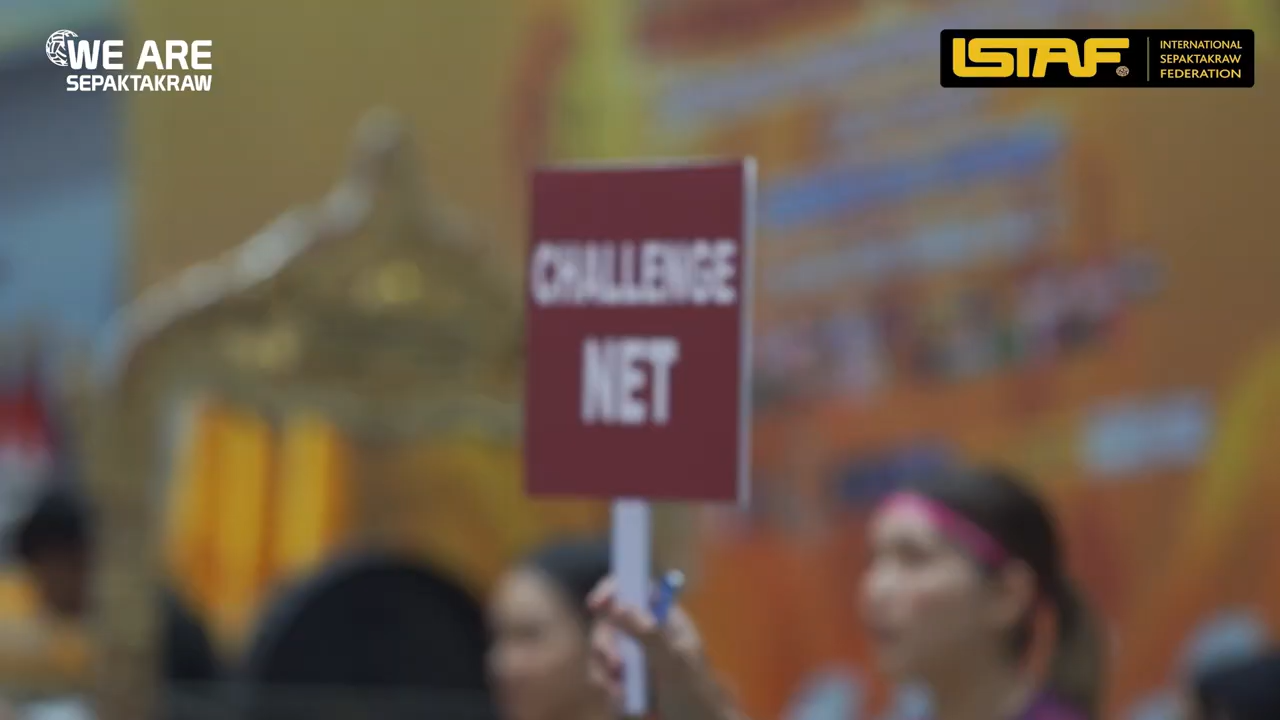 WE ARE
SEPAKTAKRAW
ISTAF
INTERNATIONAL
SEPAKTAKRAW
FEDERATION
CHALLENGE
NET